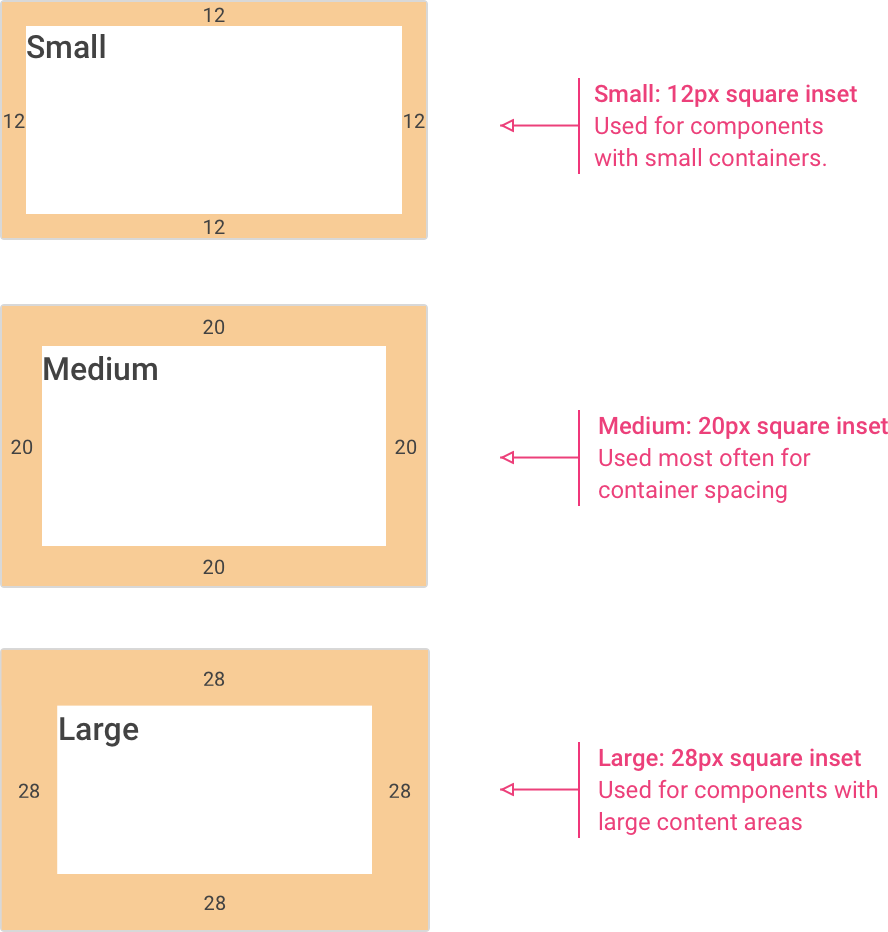 12
Small
12
12
12
Small: 12px square inset
Used for components
with small containers.
20
Medium
20
20
20
Medium: 20px square inset
Used most often for
container spacing
28
Large
28
28
28
Large: 28px square inset
Used for components with
large content areas